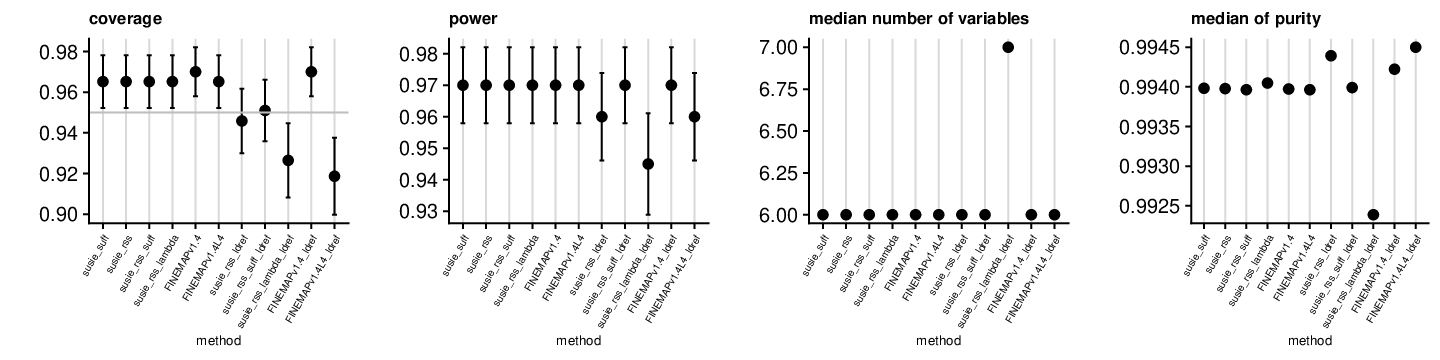 coverage
0.98
0.96
0.94
0.92
0.90
susie_suff
susie_rss
susie_rss_suff
susie_rss_lambda
FINEMAPv1.4
FINEMAPv1.4L4
susie_rss_ldref
susie_rss_suff_ldref
susie_rss_lambda_ldref
FINEMAPv1.4_ldref
FINEMAPv1.4L4_ldref
method
power
0.98
0.97
0.96
0.95
0.94
0.93
susie_suff
susie_rss
susie_rss_suff
susie_rss_lambda
FINEMAPv1.4
FINEMAPv1.4L4
susie_rss_ldref
susie_rss_suff_ldref
susie_rss_lambda_ldref
FINEMAPv1.4_ldref
FINEMAPv1.4L4_ldref
method
median number of variables
7.00
6.75
6.50
6.25
6.00
susie_suff
susie_rss
susie_rss_suff
susie_rss_lambda
FINEMAPv1.4
FINEMAPv1.4L4
susie_rss_ldref
susie_rss_suff_ldref
susie_rss_lambda_ldref
FINEMAPv1.4_ldref
FINEMAPv1.4L4_ldref
method
median of purity
0.9945
0.9940
0.9935
0.9930
0.9925
susie_suff
susie_rss
susie_rss_suff
susie_rss_lambda
FINEMAPv1.4
FINEMAPv1.4L4
susie_rss_ldref
susie_rss_suff_ldref
susie_rss_lambda_ldref
FINEMAPv1.4_ldref
FINEMAPv1.4L4_ldref
method